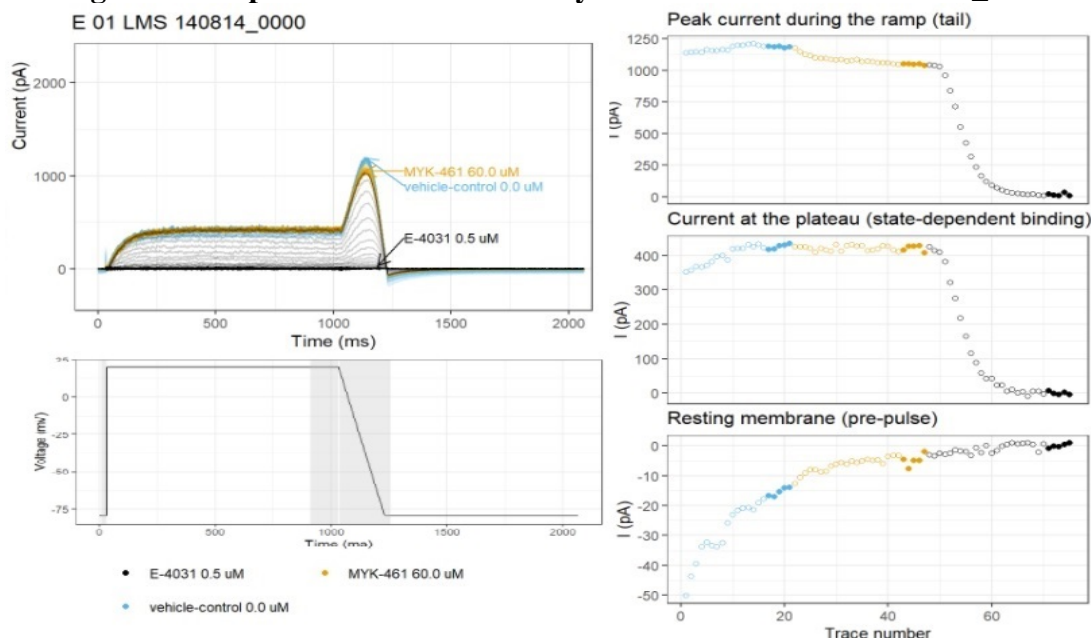 E 01 LMS 140814_0000
Current (pA)
2000
1000
0
MYK-461 60.0 uM
vehicle-control 0.0 uM
E-4031 0.5 uM
0 500 1000 1500 2000
Time (ms)
Voltage (mV)
0
-25
-50
-75
0 500 1000 1500 2000
Time (ms)
E-4031 0.5 uM MYK-461 60.0 uM
vehicle-control 0.0 uM
Peak current during the ramp (tail)
I (pA)
1250
1000
750
500
250
0
Current at the plateau (state-dependent binding)
I (pA)
400
300
200
100
0
Resting membrane (pre-pulse)
I (pA)
0
-10
-20
-30
-40
-50
0 20 40 60
Trace number